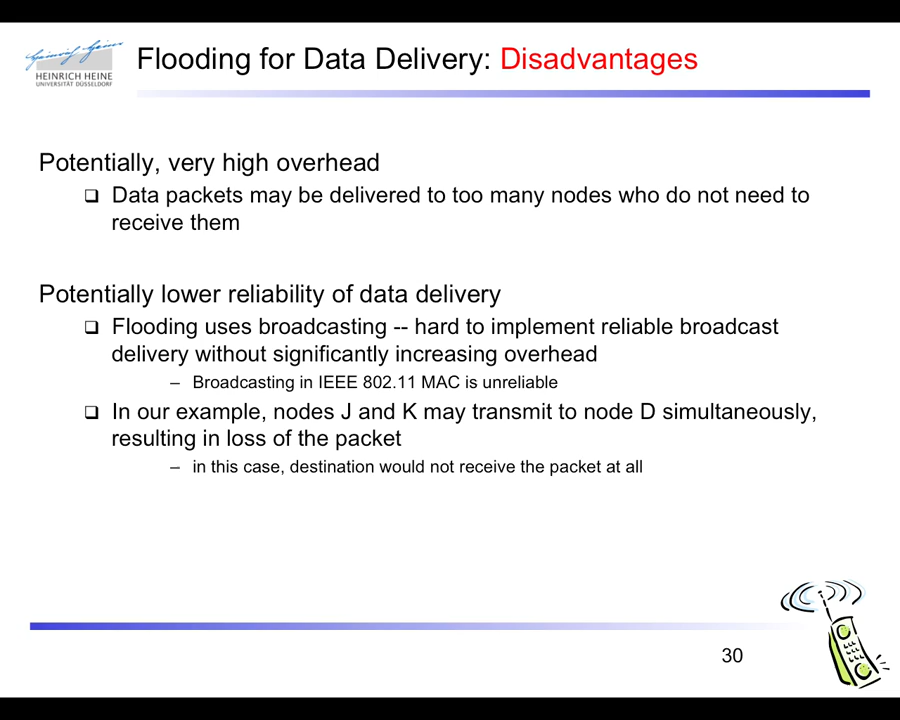 Flooding for Data Delivery: Disadvantages
HEINRICH HEINE
UNIVERSITÄT DÜSSELDORF
Potentially, very high overhead
❑ Data packets may be delivered to too many nodes who do not need to
receive them
Potentially lower reliability of data delivery
❑ Flooding uses broadcasting -- hard to implement reliable broadcast
delivery without significantly increasing overhead
– Broadcasting in IEEE 802.11 MAC is unreliable
❑ In our example, nodes J and K may transmit to node D simultaneously,
resulting in loss of the packet
– in this case, destination would not receive the packet at all
30